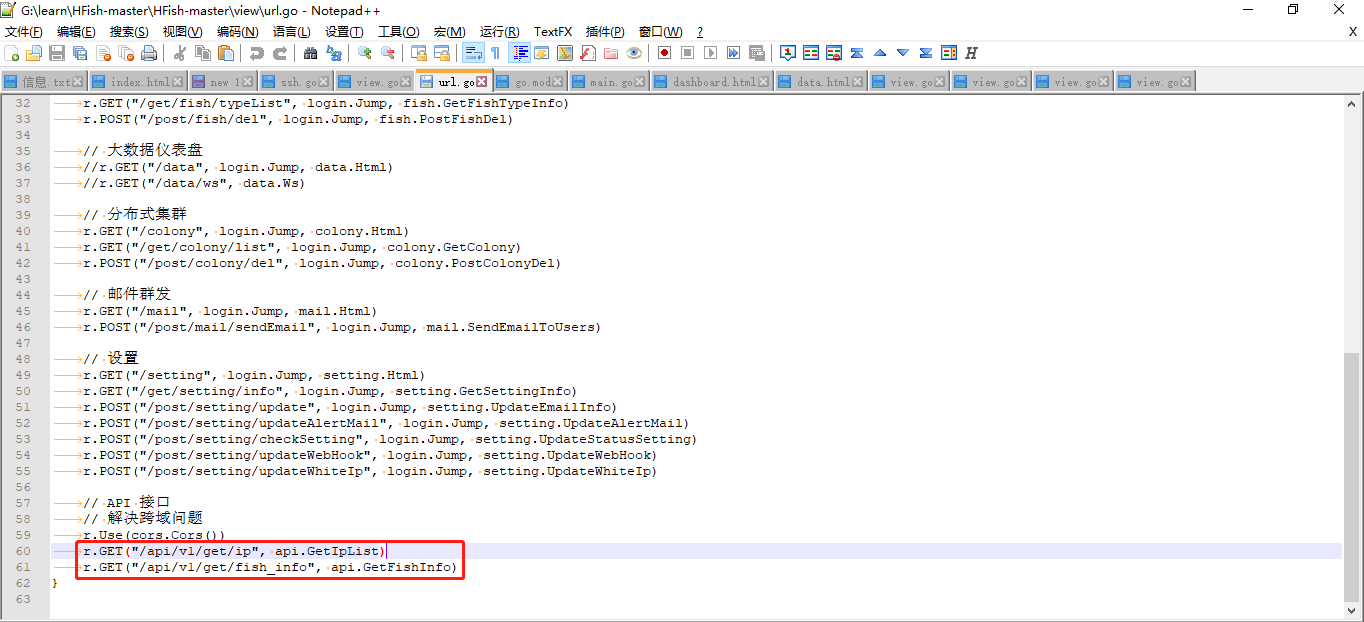 G:\learn\HFish-master\HFish-master\view\url.go - Notepad++
文件(F) 编辑(E) 搜索(S) 视图(V) 编码(N) 语言(L) 设置(T) 工具(O) 宏(M) 运行(R) TextFX 插件(P) 窗口(W) ? X
信息.txt index.html new 1 ssh.go view.go url.go go.mod main.go dashboard.html data.html view.go view.go view.go view.go
32 r.GET("/get/fish/typeList", login.Jump, fish.GetFishTypeInfo)
33 r.POST("/post/fish/del", login.Jump, fish.PostFishDel)
34
35 // 大数据仪表盘
36 //r.GET("/data", login.Jump, data.Html)
37 //r.GET("/data/ws", data.Ws)
38
39 // 分布式集群
40 r.GET("/colony", login.Jump, colony.Html)
41 r.GET("/get/colony/list", login.Jump, colony.GetColony)
42 r.POST("/post/colony/del", login.Jump, colony.PostColonyDel)
43
44 // 邮件群发
45 r.GET("/mail", login.Jump, mail.Html)
46 r.POST("/post/mail/sendEmail", login.Jump, mail.SendEmailToUsers)
47
48 // 设置
49 r.GET("/setting", login.Jump, setting.Html)
50 r.GET("/get/setting/info", login.Jump, setting.GetSettingInfo)
51 r.POST("/post/setting/update", login.Jump, setting.UpdateEmailInfo)
52 r.POST("/post/setting/updateAlertMail", login.Jump, setting.UpdateAlertMail)
53 r.POST("/post/setting/checkSetting", login.Jump, setting.UpdateStatusSetting)
54 r.POST("/post/setting/updateWebHook", login.Jump, setting.UpdateWebHook)
55 r.POST("/post/setting/updateWhiteIp", login.Jump, setting.UpdateWhiteIp)
56
57 // API 接口
58 // 解决跨域问题
59 r.Use(cors.Cors())
60 r.GET("/api/v1/get/ip", api.GetIpList)
61 r.GET("/api/v1/get/fish_info", api.GetFishInfo)
62 }
63